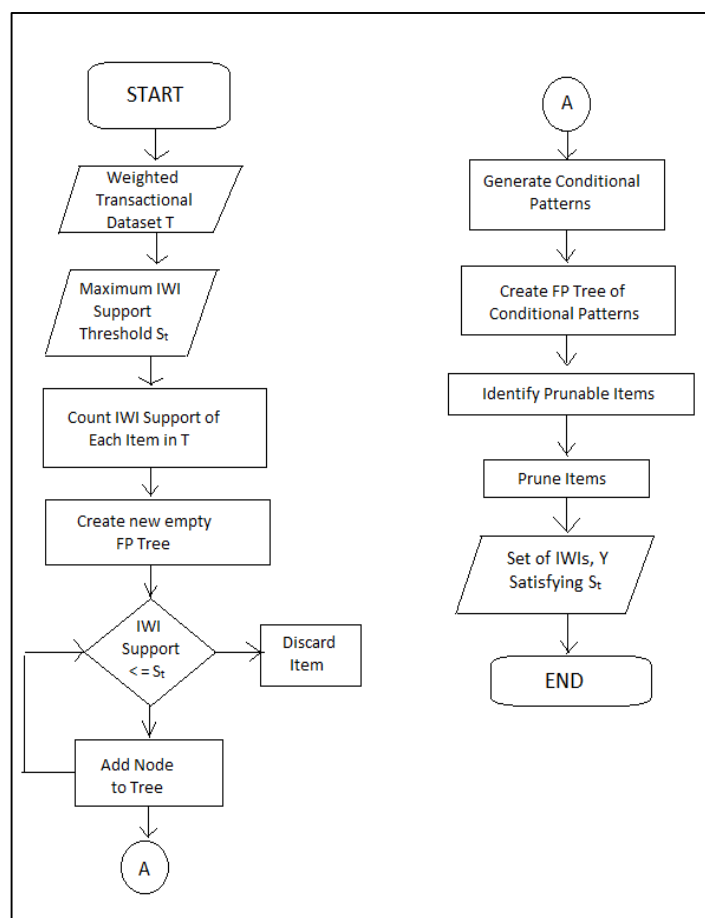 START
Weighted
Transactional
Dataset T
Maximum IWI
Support
Threshold Sₜ
Count IWI Support of
Each Item in T
Create new empty
FP Tree
IWI
Support
< = Sₜ
Discard
Item
Add Node
to Tree
A
A
Generate Conditional
Patterns
Create FP Tree of
Conditional Patterns
Identify Prunable Items
Prune Items
Set of IWIs, Y
Satisfying Sₜ
END